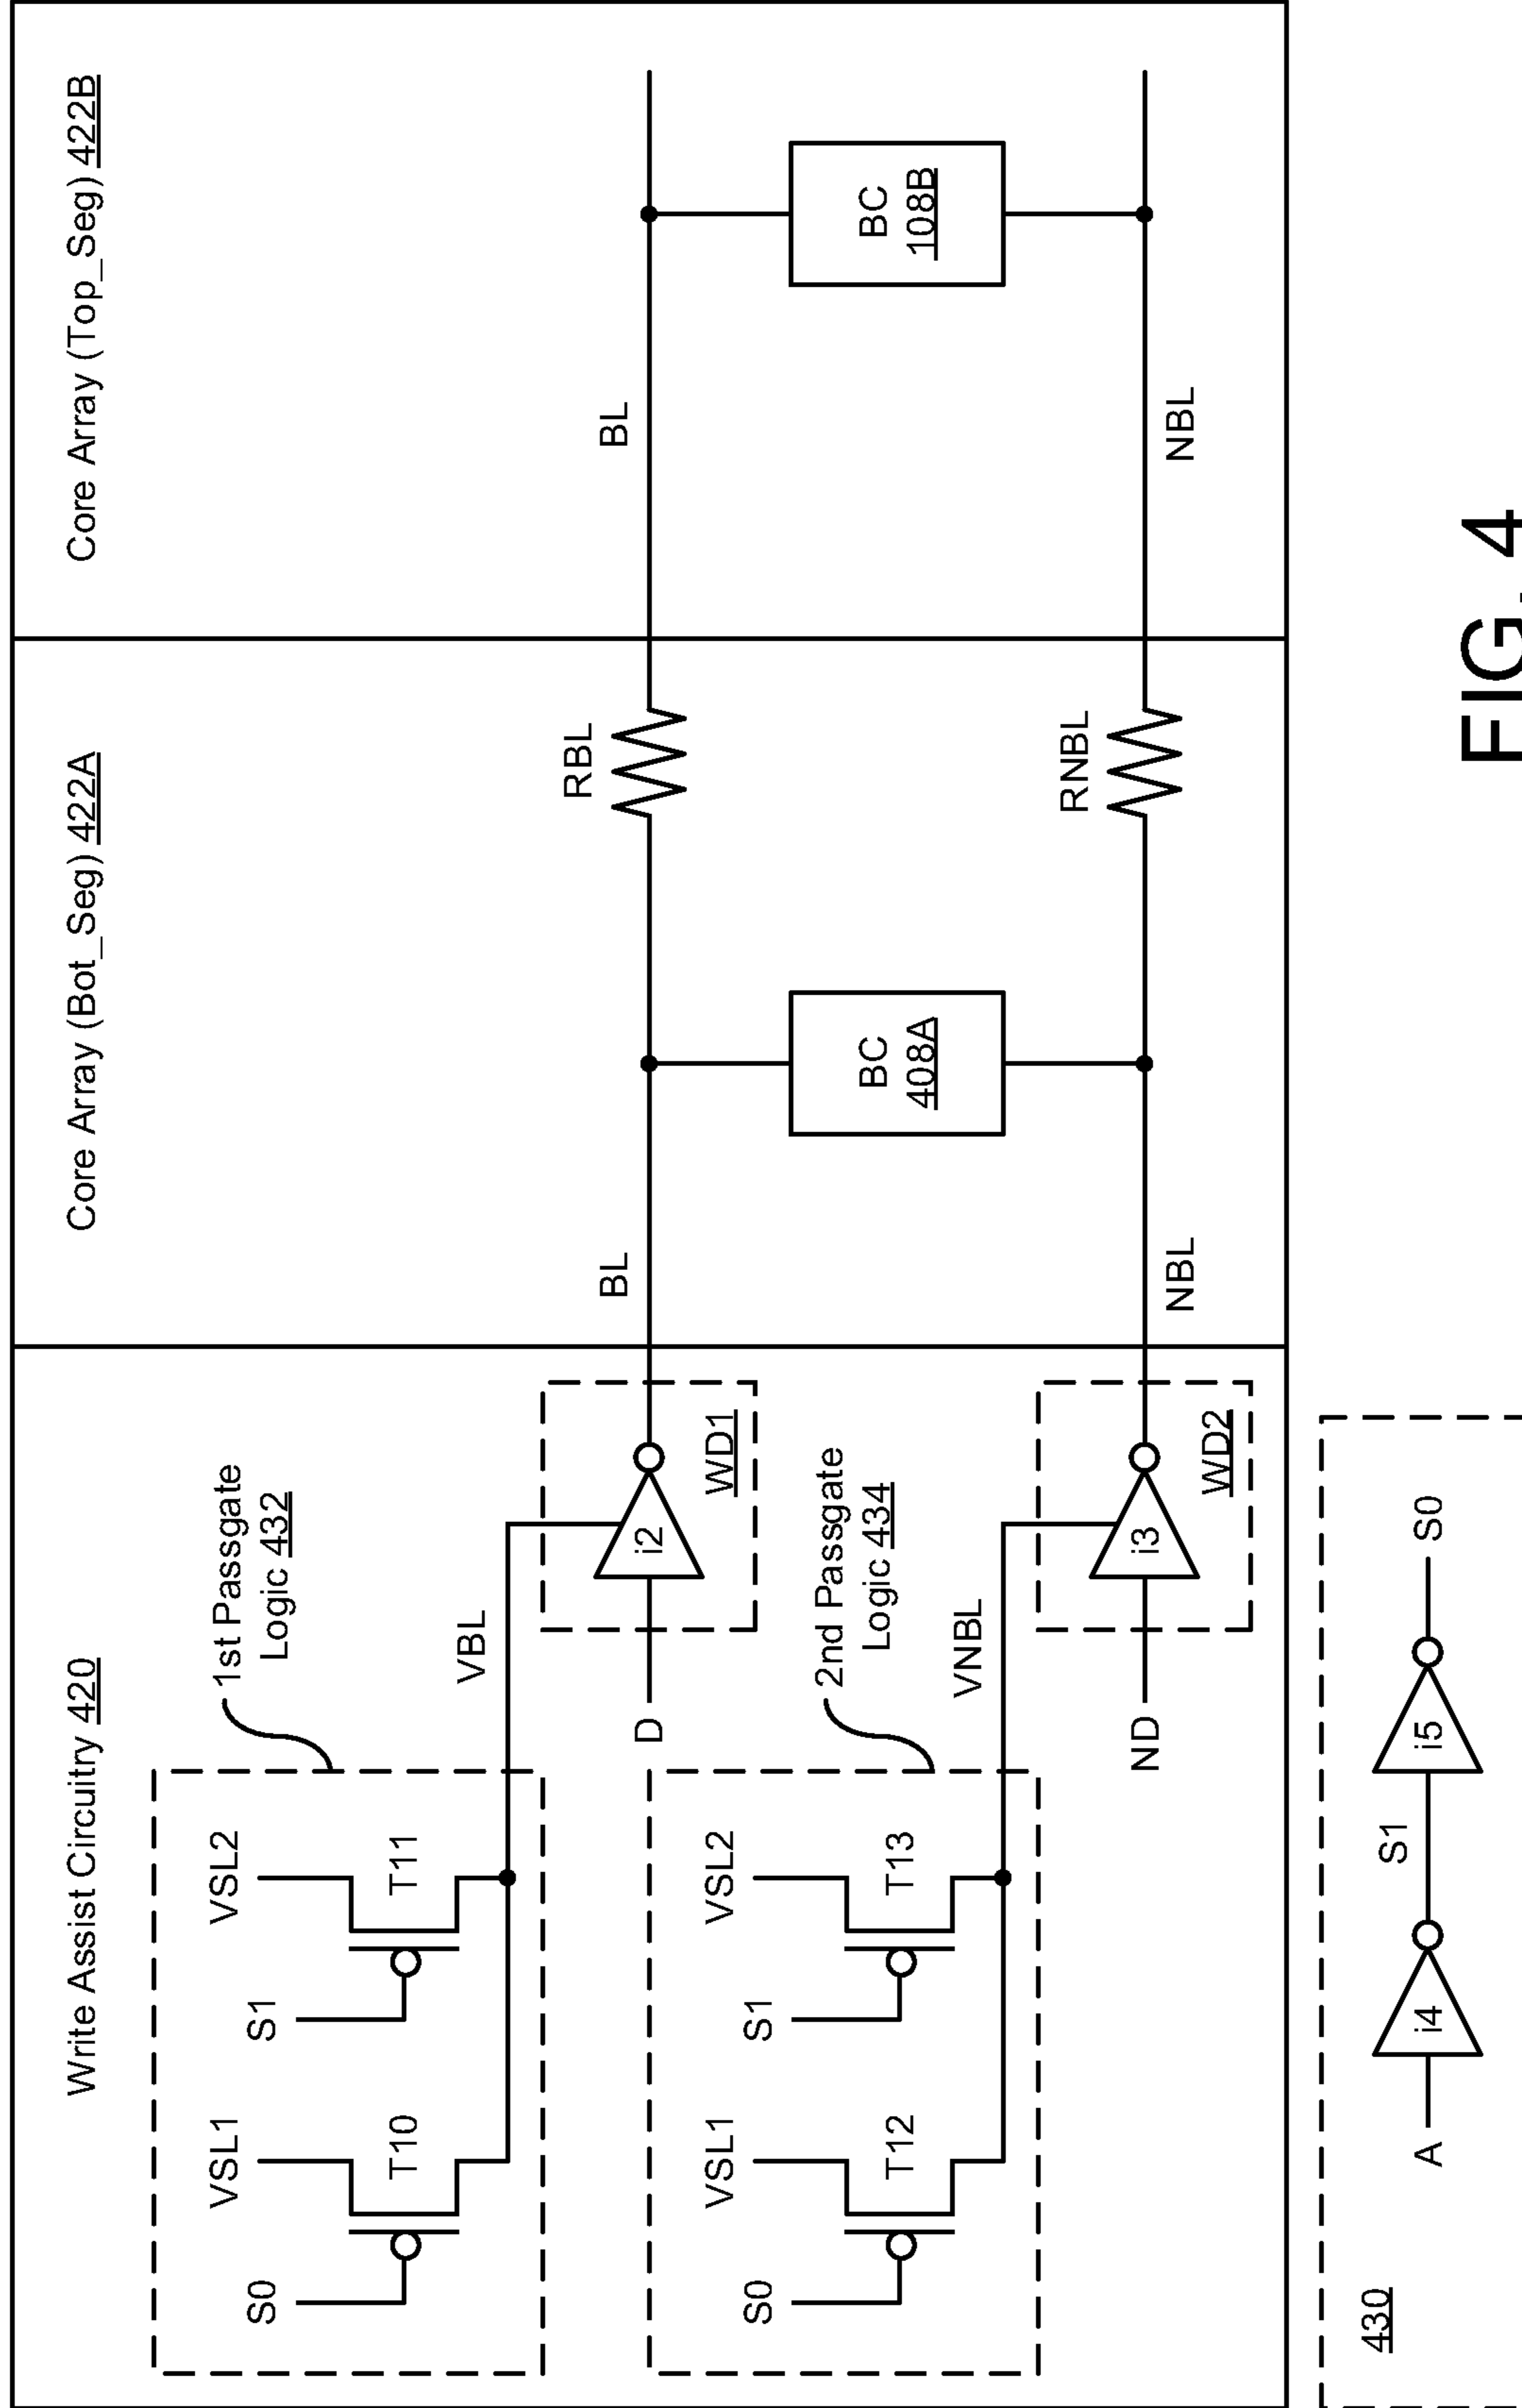 Write Assist Circuitry 420
Core Array (Bot_Seg) 422A
Core Array (Top_Seg) 422B
1st Passgate
Logic 432
VSL1
VSL2
S0
T10
S1
T11
VBL
D
i2
WD1
BL
RBL
BL
2nd Passgate
Logic 434
VSL1
VSL2
S0
T12
S1
T13
VNBL
ND
i3
WD2
NBL
RNBL
NBL
BC
408A
BC
108B
430
A
i4
S1
i5
S0
FIG. 4